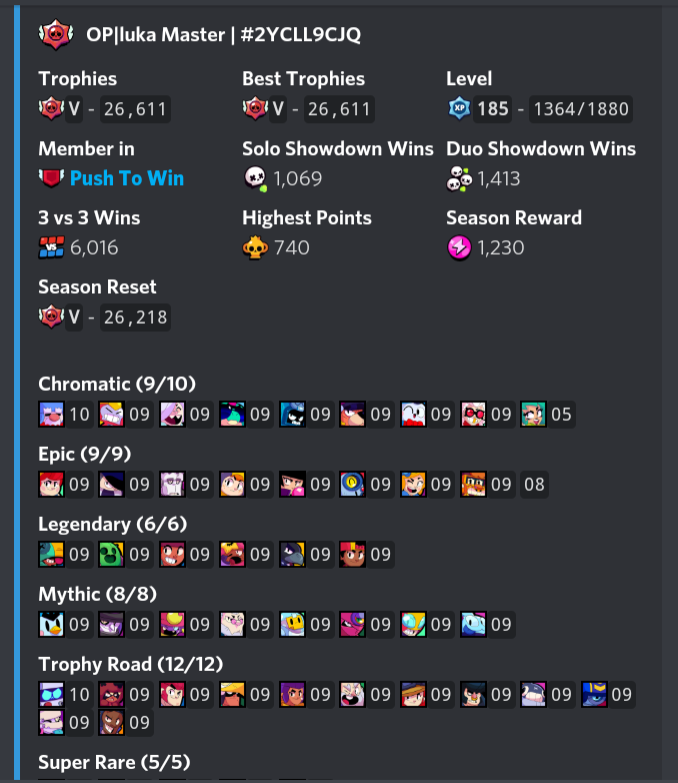 OP|luka Master | #2YCLL9CJQ
Trophies Best Trophies Level
V - 26,611 V - 26,611 XP 185 - 1364/1880
Member in Solo Showdown Wins Duo Showdown Wins
Push To Win 1,069 1,413
3 vs 3 Wins Highest Points Season Reward
VS 6,016 740 1,230
Season Reset
V - 26,218
Chromatic (9/10)
10 09 09 09 09 09 09 09 05
Epic (9/9)
09 09 09 09 09 09 09 09 08
Legendary (6/6)
09 09 09 09 09 09
Mythic (8/8)
09 09 09 09 09 09 09 09
Trophy Road (12/12)
10 09 09 09 09 09 09 09 09 09
09 09
Super Rare (5/5)